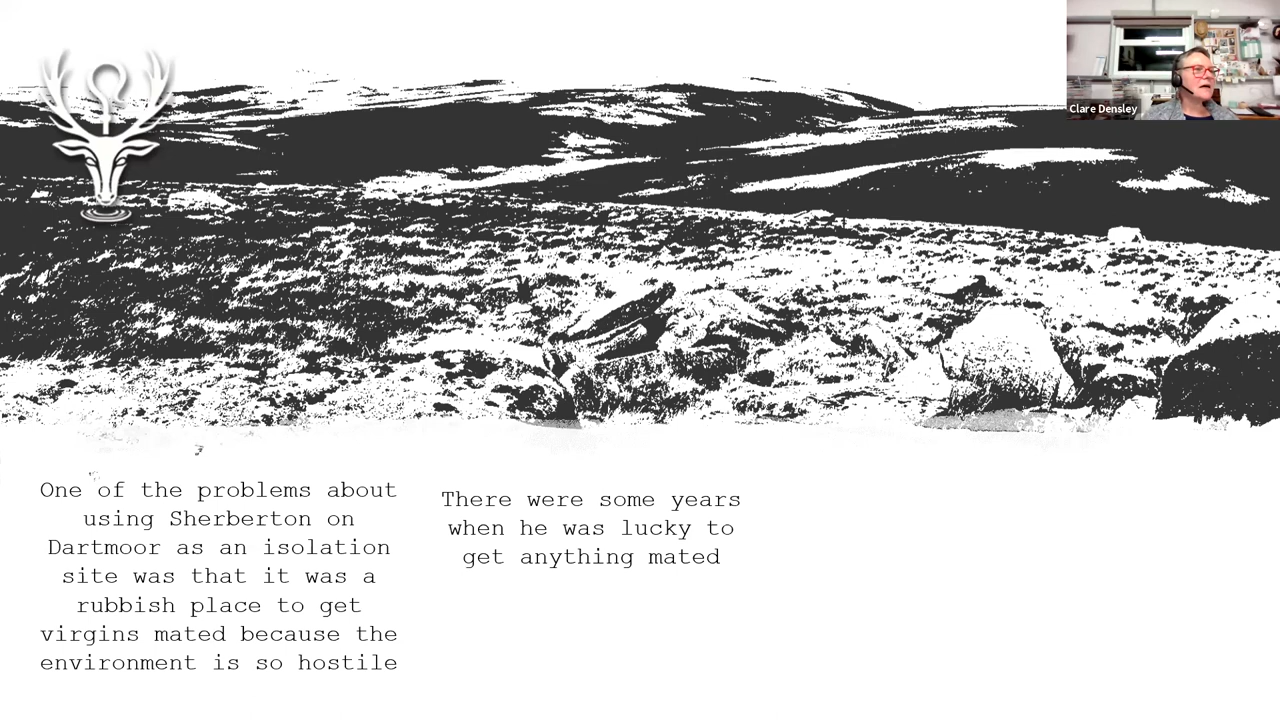 Clare Densley
One of the problems about
using Sherberton on
Dartmoor as an isolation
site was that it was a
rubbish place to get
virgins mated because the
environment is so hostile
There were some years
when he was lucky to
get anything mated